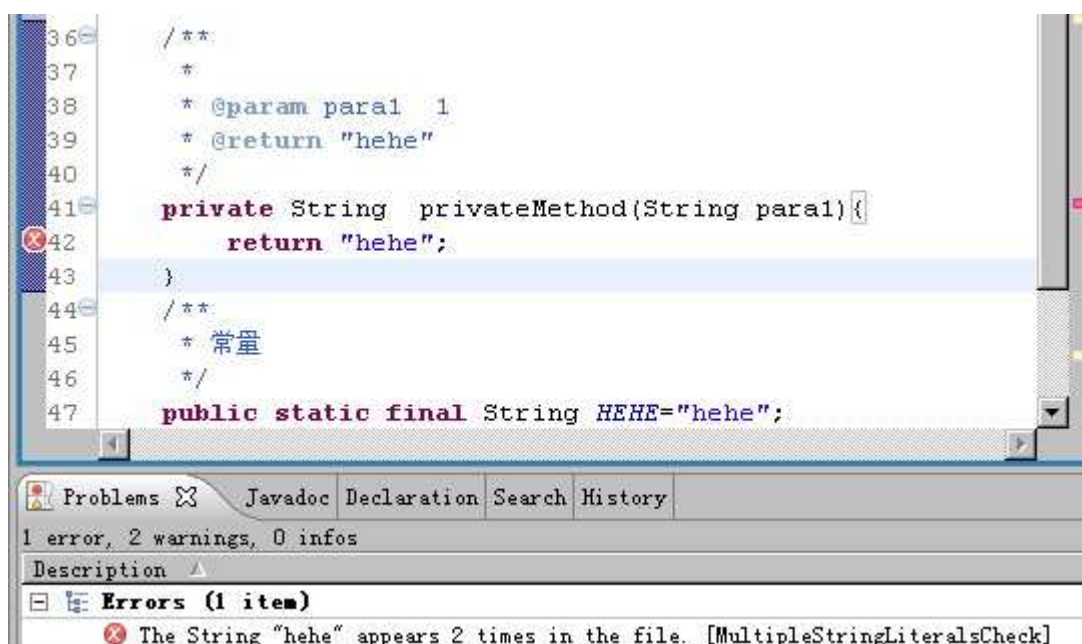 36 /**
37 *
38 * @param para1 1
39 * @return "hehe"
40 */
41 private String privateMethod(String para1){
42 return "hehe";
43 }
44 /**
45 * 常量
46 */
47 public static final String HEHE="hehe";
Problems Javadoc Declaration Search History
1 error, 2 warnings, 0 infos
Description
Errors (1 item)
The String "hehe" appears 2 times in the file. [MultipleStringLiteralsCheck]